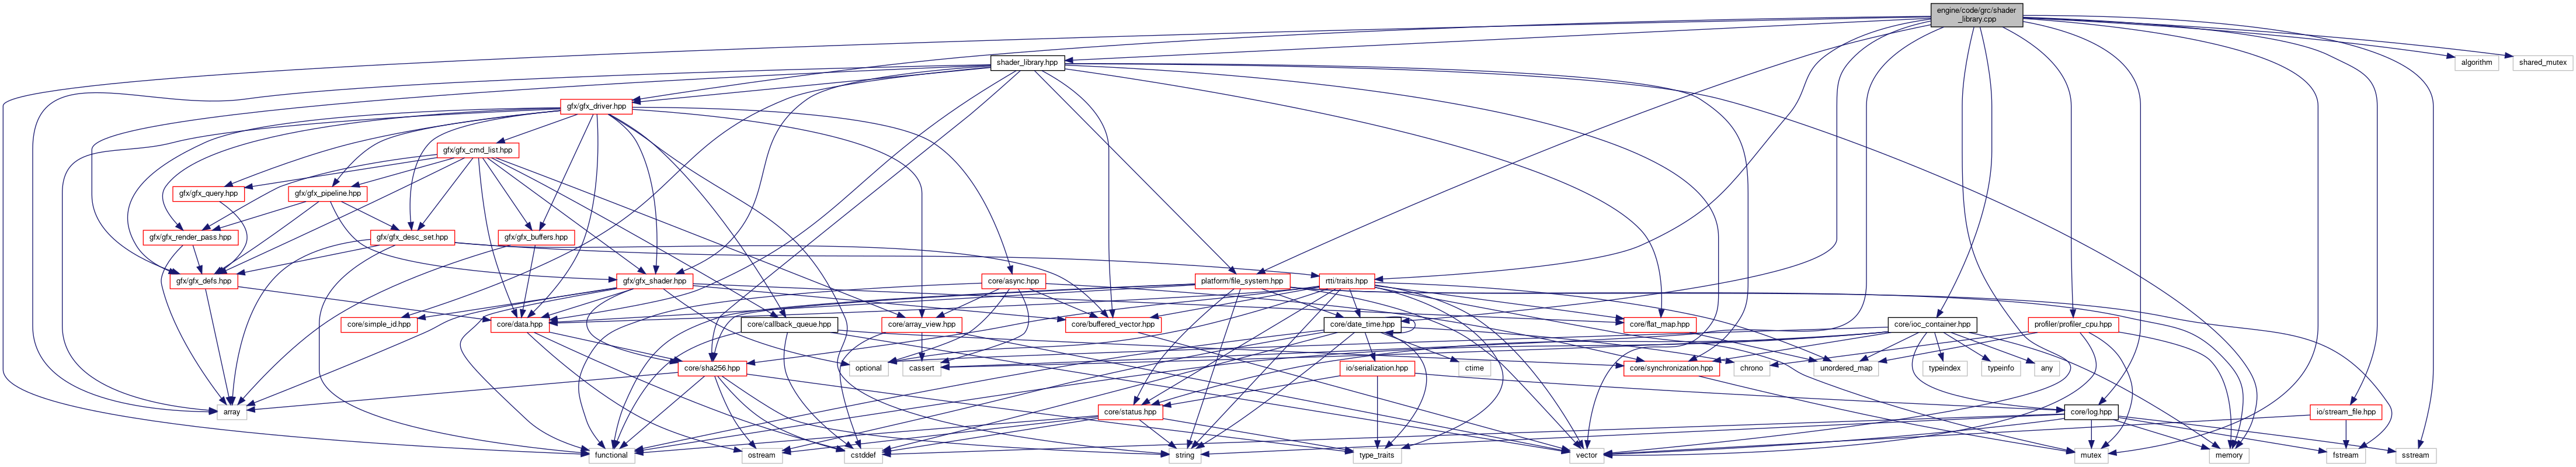 engine/code/grc/shader
_library.cpp
shader_library.hpp
algorithm
shared_mutex
gfx/gfx_driver.hpp
gfx/gfx_cmd_list.hpp
gfx/gfx_query.hpp
gfx/gfx_pipeline.hpp
gfx/gfx_render_pass.hpp
gfx/gfx_desc_set.hpp
gfx/gfx_buffers.hpp
gfx/gfx_defs.hpp
gfx/gfx_shader.hpp
core/async.hpp
platform/file_system.hpp
rtti/traits.hpp
core/simple_id.hpp
core/data.hpp
core/callback_queue.hpp
core/array_view.hpp
core/buffered_vector.hpp
core/date_time.hpp
core/flat_map.hpp
core/ioc_container.hpp
profiler/profiler_cpu.hpp
core/sha256.hpp
optional
cassert
io/serialization.hpp
ctime
core/synchronization.hpp
chrono
unordered_map
typeindex
typeinfo
any
array
core/status.hpp
core/log.hpp
io/stream_file.hpp
functional
ostream
cstddef
string
type_traits
vector
mutex
memory
fstream
sstream